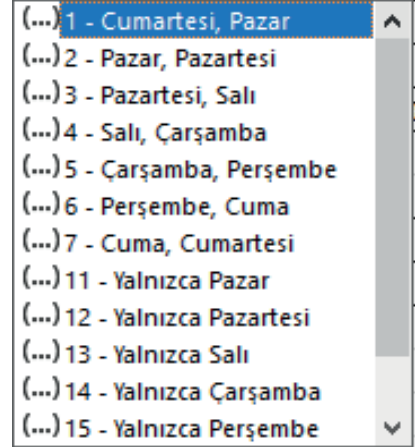 (...) 1 - Cumartesi, Pazar
(...) 2 - Pazar, Pazartesi
(...) 3 - Pazartesi, Salı
(...) 4 - Salı, Çarşamba
(...) 5 - Çarşamba, Perşembe
(...) 6 - Perşembe, Cuma
(...) 7 - Cuma, Cumartesi
(...) 11 - Yalnızca Pazar
(...) 12 - Yalnızca Pazartesi
(...) 13 - Yalnızca Salı
(...) 14 - Yalnızca Çarşamba
(...) 15 - Yalnızca Perşembe